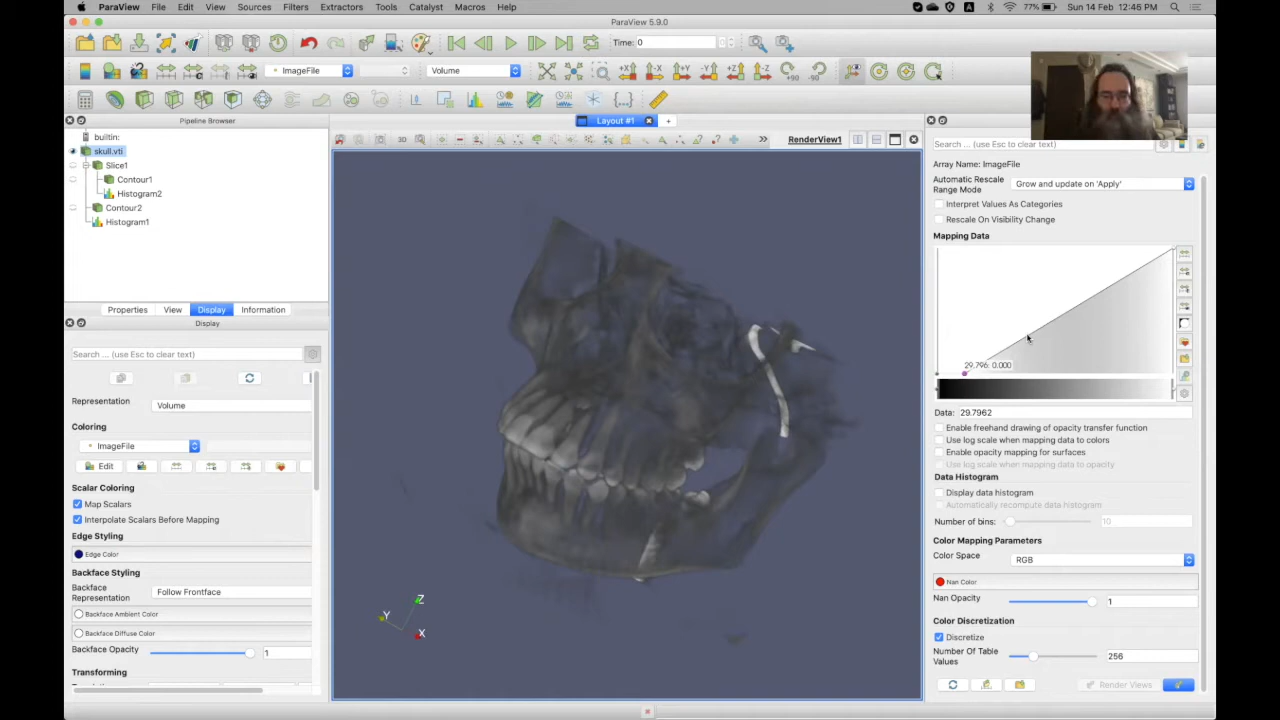 ParaView File Edit View Sources Filters Extractors Tools Catalyst Macros Help
77% Sun 14 Feb 12:46 PM
ParaView 5.9.0
Time: 0
ImageFile Volume
+X -X +Y -Y +Z -Z +90 -90
Pipeline Browser
Layout #1
builtin:
skull.vti
Slice1
Contour1
Histogram2
Contour2
Histogram1
Properties View Display Information
Display
Search ... (use Esc to clear text)
Representation Volume
Coloring
ImageFile
Edit
Scalar Coloring
Map Scalars
Interpolate Scalars Before Mapping
Edge Styling
Edge Color
Backface Styling
Backface
Representation Follow Frontface
Backface Ambient Color
Backface Diffuse Color
Backface Opacity 1
Transforming
3D
RenderView1
Z
Y
X
Search ... (use Esc to clear text)
Array Name: ImageFile
Automatic Rescale
Range Mode Grow and update on 'Apply'
Interpret Values As Categories
Rescale On Visibility Change
Mapping Data
29.796: 0.000
Data: 29.7962
Enable freehand drawing of opacity transfer function
Use log scale when mapping data to colors
Enable opacity mapping for surfaces
Use log scale when mapping data to opacity
Data Histogram
Display data histogram
Automatically recompute data histogram
Number of bins: 10
Color Mapping Parameters
Color Space RGB
Nan Color
Nan Opacity 1
Color Discretization
Discretize
Number Of Table
Values 256
Render Views